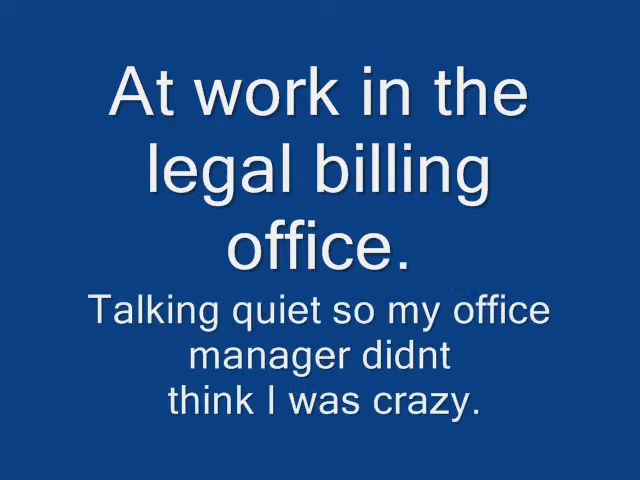 At work in the
legal billing
office.
Talking quiet so my office
manager didnt
think I was crazy.